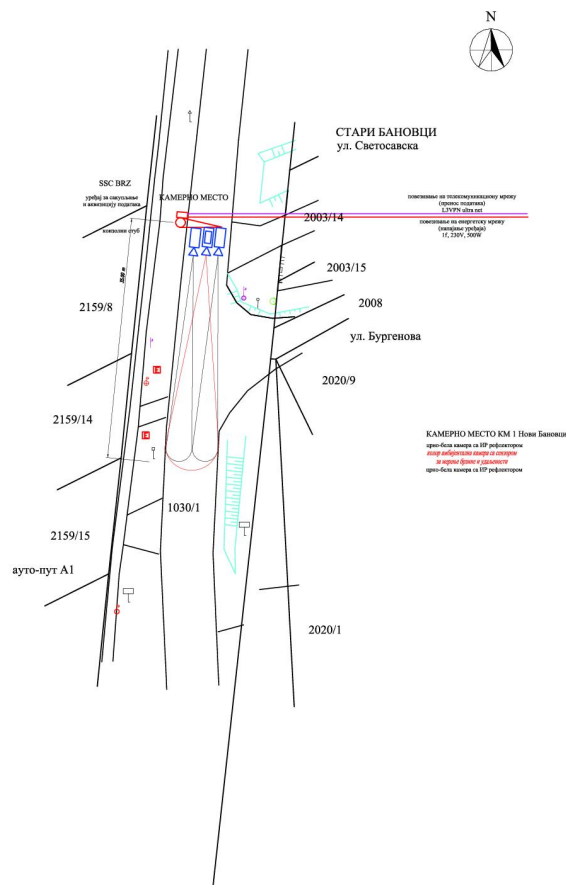 N
СТАРИ БАНОВЦИ
ул. Светосавска
SSC BRZ
уређај за сакупљање
и аквизицију података
КАМЕРНО МЕСТО
повезивање на телекомуникациону мрежу
(пренос података)
L3VPN ultra net
2003/14
повезивање на енергетску мрежу
(напајање уређаја)
1f, 230V, 500W
конзолни стуб
2003/15
2159/8
2008
ул. Бургенова
2020/9
2159/14
КАМЕРНО МЕСТО КМ 1 Нови Бановци
црно-бела камера са ИР рефлектором
колор амбијентална камера са сензором
за мерење брзине и удаљености
црно-бела камера са ИР рефлектором
1030/1
2159/15
ауто-пут А1
2020/1